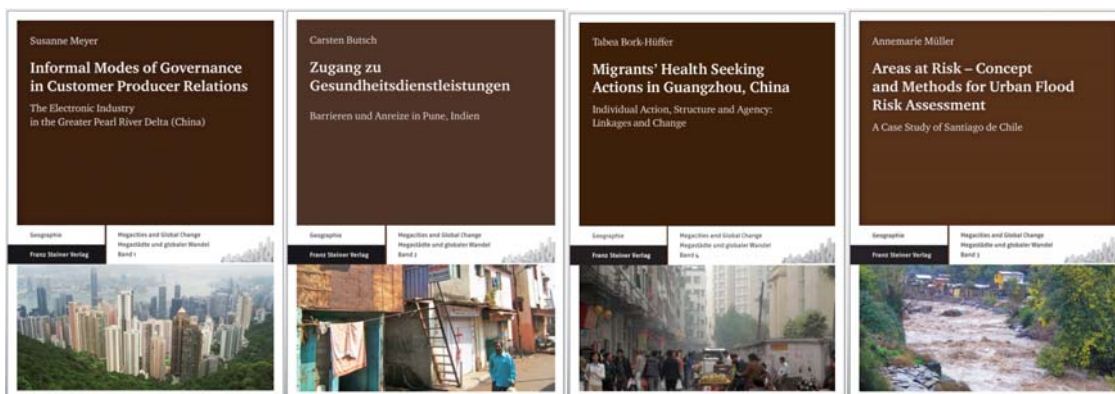 Susanne Meyer
Informal Modes of Governance
in Customer Producer Relations
The Electronic Industry
in the Greater Pearl River Delta (China)
Geographie
Megacities and Global Change
Megastädte und globaler Wandel
Franz Steiner Verlag
Band 1
Carsten Butsch
Zugang zu
Gesundheitsdienstleistungen
Barrieren und Anreize in Pune, Indien
Geographie
Megacities and Global Change
Megastädte und globaler Wandel
Franz Steiner Verlag
Band 2
Tabea Bork-Hüffer
Migrants' Health Seeking
Actions in Guangzhou, China
Individual Action, Structure and Agency:
Linkages and Change
Geographie
Megacities and Global Change
Megastädte und globaler Wandel
Franz Steiner Verlag
Band 4
Annemarie Müller
Areas at Risk – Concept
and Methods for Urban Flood
Risk Assessment
A Case Study of Santiago de Chile
Geographie
Megacities and Global Change
Megastädte und globaler Wandel
Franz Steiner Verlag
Band 3